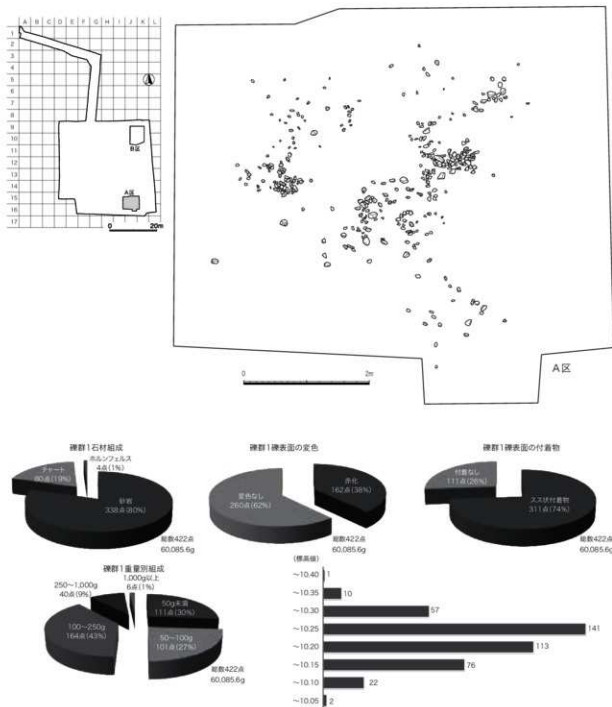 A B C D E F G H I J K L
1
2
3
4
5
6
7
8
9
10
11
12
13
14
15
16
17
B区
A区
0 20m
A区
0 2m
礫群1石材組成
ホルンフェルス
4点(1%)
チャート
80点(19%)
砂岩
338点(80%)
総数422点
60,085.6g
礫群1礫表面の変色
赤化
162点(38%)
変色なし
260点(62%)
総数422点
60,085.6g
礫群1礫表面の付着物
付着なし
111点(26%)
スス状付着物
311点(74%)
総数422点
60,085.6g
礫群1重量別組成
1,000g以上
6点(1%)
250〜1,000g
40点(9%)
50g未満
111点(30%)
100〜250g
164点(43%)
50〜100g
101点(27%)
総数422点
60,085.6g
(標高線)
〜10.40 1
〜10.35 10
〜10.30 57
〜10.25 141
〜10.20 113
〜10.15 76
〜10.10 22
〜10.05 2